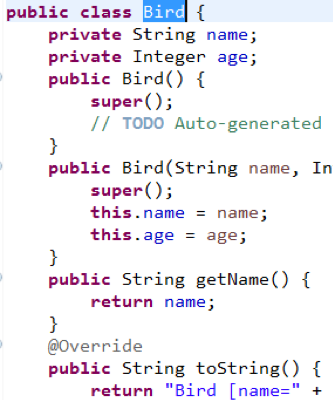 public class Bird {
private String name;
private Integer age;
public Bird() {
super();
// TODO Auto-generated
}
public Bird(String name, In
super();
this.name = name;
this.age = age;
}
public String getName() {
return name;
}
@Override
public String toString() {
return "Bird [name=" +